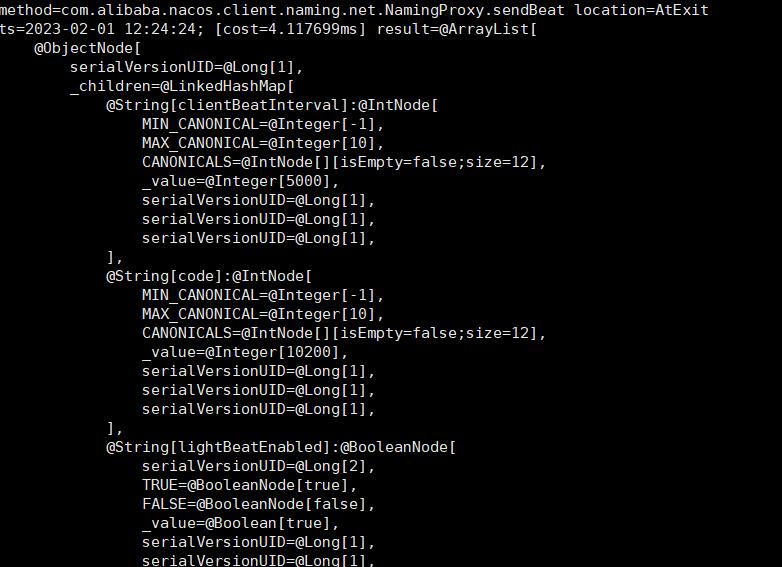 method=com.alibaba.nacos.client.naming.net.NamingProxy.sendBeat location=AtExit
ts=2023-02-01 12:24:24; [cost=4.117699ms] result=@ArrayList[
    @ObjectNode[
        serialVersionUID=@Long[1],
        _children=@LinkedHashMap[
            @String[clientBeatInterval]:@IntNode[
                MIN_CANONICAL=@Integer[-1],
                MAX_CANONICAL=@Integer[10],
                CANONICALS=@IntNode[][isEmpty=false;size=12],
                _value=@Integer[5000],
                serialVersionUID=@Long[1],
                serialVersionUID=@Long[1],
                serialVersionUID=@Long[1],
            ],
            @String[code]:@IntNode[
                MIN_CANONICAL=@Integer[-1],
                MAX_CANONICAL=@Integer[10],
                CANONICALS=@IntNode[][isEmpty=false;size=12],
                _value=@Integer[10200],
                serialVersionUID=@Long[1],
                serialVersionUID=@Long[1],
                serialVersionUID=@Long[1],
            ],
            @String[lightBeatEnabled]:@BooleanNode[
                serialVersionUID=@Long[2],
                TRUE=@BooleanNode[true],
                FALSE=@BooleanNode[false],
                _value=@Boolean[true],
                serialVersionUID=@Long[1],
                serialVersionUID=@Long[1],